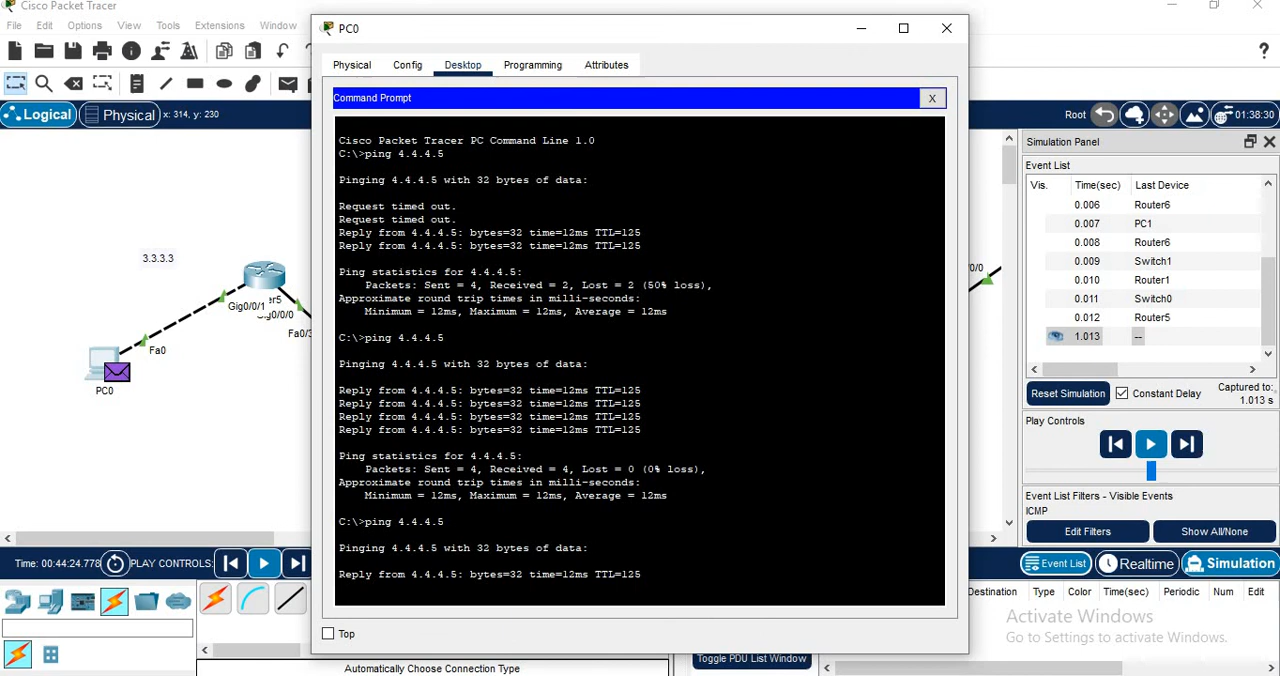 Cisco Packet Tracer
File Edit Options View Tools Extensions Window
?
Logical Physical x: 314, y: 230
Root 01:38:30
PC0
Physical Config Desktop Programming Attributes
Command Prompt X
Cisco Packet Tracer PC Command Line 1.0
C:\>ping 4.4.4.5
Pinging 4.4.4.5 with 32 bytes of data:
Request timed out.
Request timed out.
Reply from 4.4.4.5: bytes=32 time=12ms TTL=125
Reply from 4.4.4.5: bytes=32 time=12ms TTL=125
Ping statistics for 4.4.4.5:
Packets: Sent = 4, Received = 2, Lost = 2 (50% loss),
Approximate round trip times in milli-seconds:
Minimum = 12ms, Maximum = 12ms, Average = 12ms
C:\>ping 4.4.4.5
Pinging 4.4.4.5 with 32 bytes of data:
Reply from 4.4.4.5: bytes=32 time=12ms TTL=125
Reply from 4.4.4.5: bytes=32 time=12ms TTL=125
Reply from 4.4.4.5: bytes=32 time=12ms TTL=125
Reply from 4.4.4.5: bytes=32 time=12ms TTL=125
Ping statistics for 4.4.4.5:
Packets: Sent = 4, Received = 4, Lost = 0 (0% loss),
Approximate round trip times in milli-seconds:
Minimum = 12ms, Maximum = 12ms, Average = 12ms
C:\>ping 4.4.4.5
Pinging 4.4.4.5 with 32 bytes of data:
Reply from 4.4.4.5: bytes=32 time=12ms TTL=125
Top
3.3.3.3
Gig0/0/1
Fa0/
Fa0
PC0
Simulation Panel
Event List
Vis. Time(sec) Last Device
0.006 Router6
0.007 PC1
0.008 Router6
0.009 Switch1
0.010 Router1
0.011 Switch0
0.012 Router5
1.013 --
Reset Simulation Constant Delay Captured to:
1.013 s
Play Controls
Event List Filters - Visible Events
ICMP
Edit Filters Show All/None
Time: 00:44:24.778 PLAY CONTROLS:
Event List Realtime Simulation
Destination Type Color Time(sec) Periodic Num Edit
Activate Windows
Go to Settings to activate Windows.
Toggle PDU List Window
Automatically Choose Connection Type